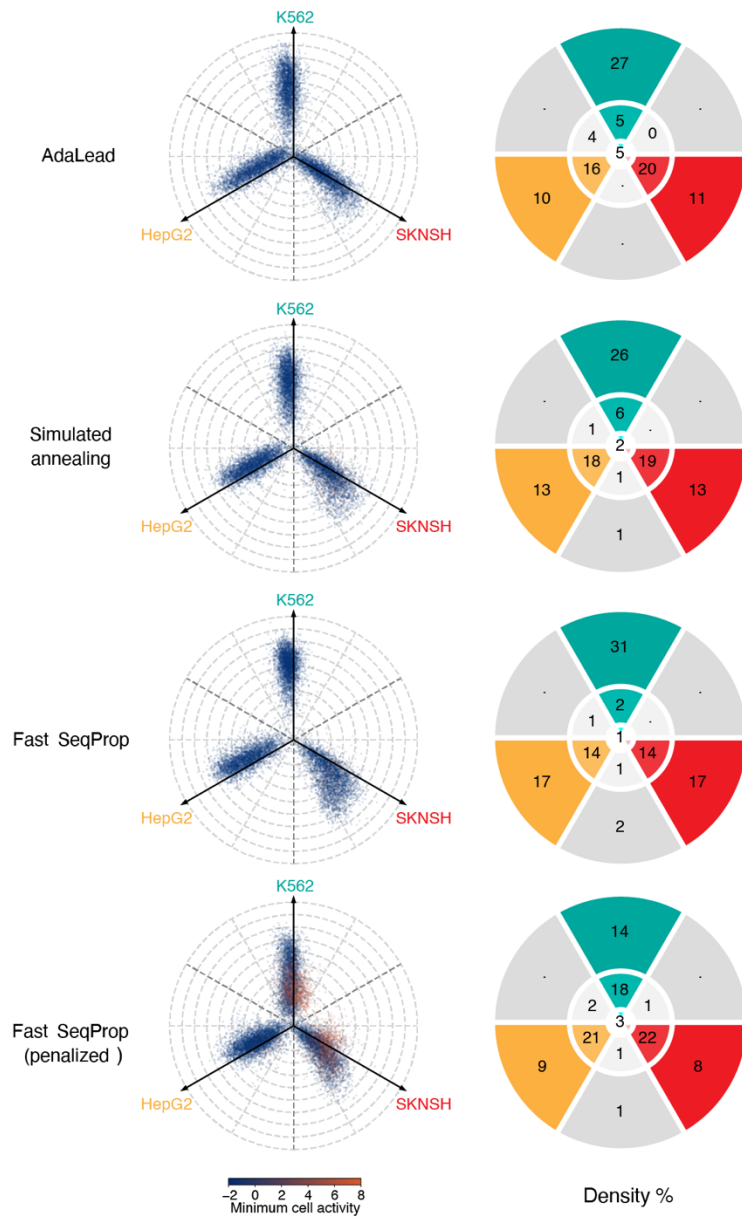 K562
27
.
.
5
4
0
AdaLead
5
16
20
10
.
11
HepG2
SKNSH
.
K562
26
.
.
6
Simulated
annealing
1
.
2
18
19
13
1
13
HepG2
SKNSH
1
K562
31
.
.
2
1
.
Fast SeqProp
1
14
14
17
1
17
HepG2
SKNSH
2
K562
14
.
.
18
2
1
Fast SeqProp
(penalized )
3
21
22
9
1
8
HepG2
SKNSH
1
−2 0 2 4 6 8
Minimum cell activity
Density %